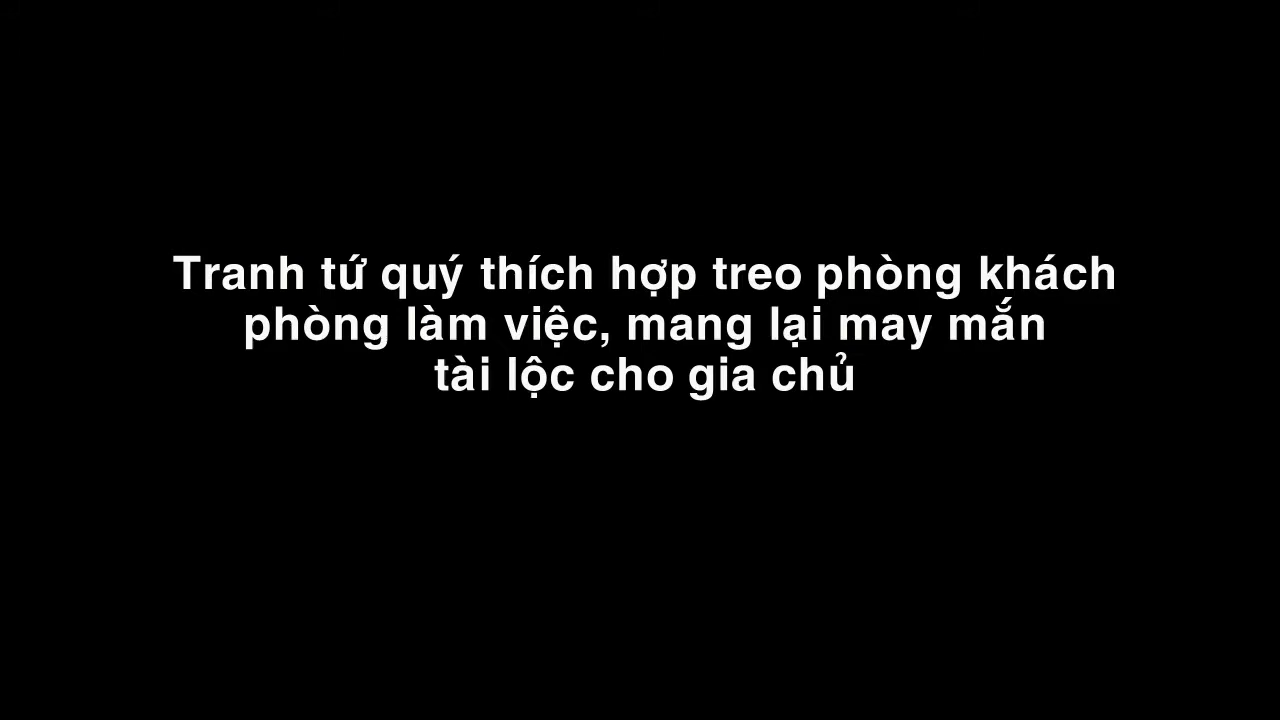 Tranh tứ quý thích hợp treo phòng khách
phòng làm việc, mang lại may mắn
tài lộc cho gia chủ